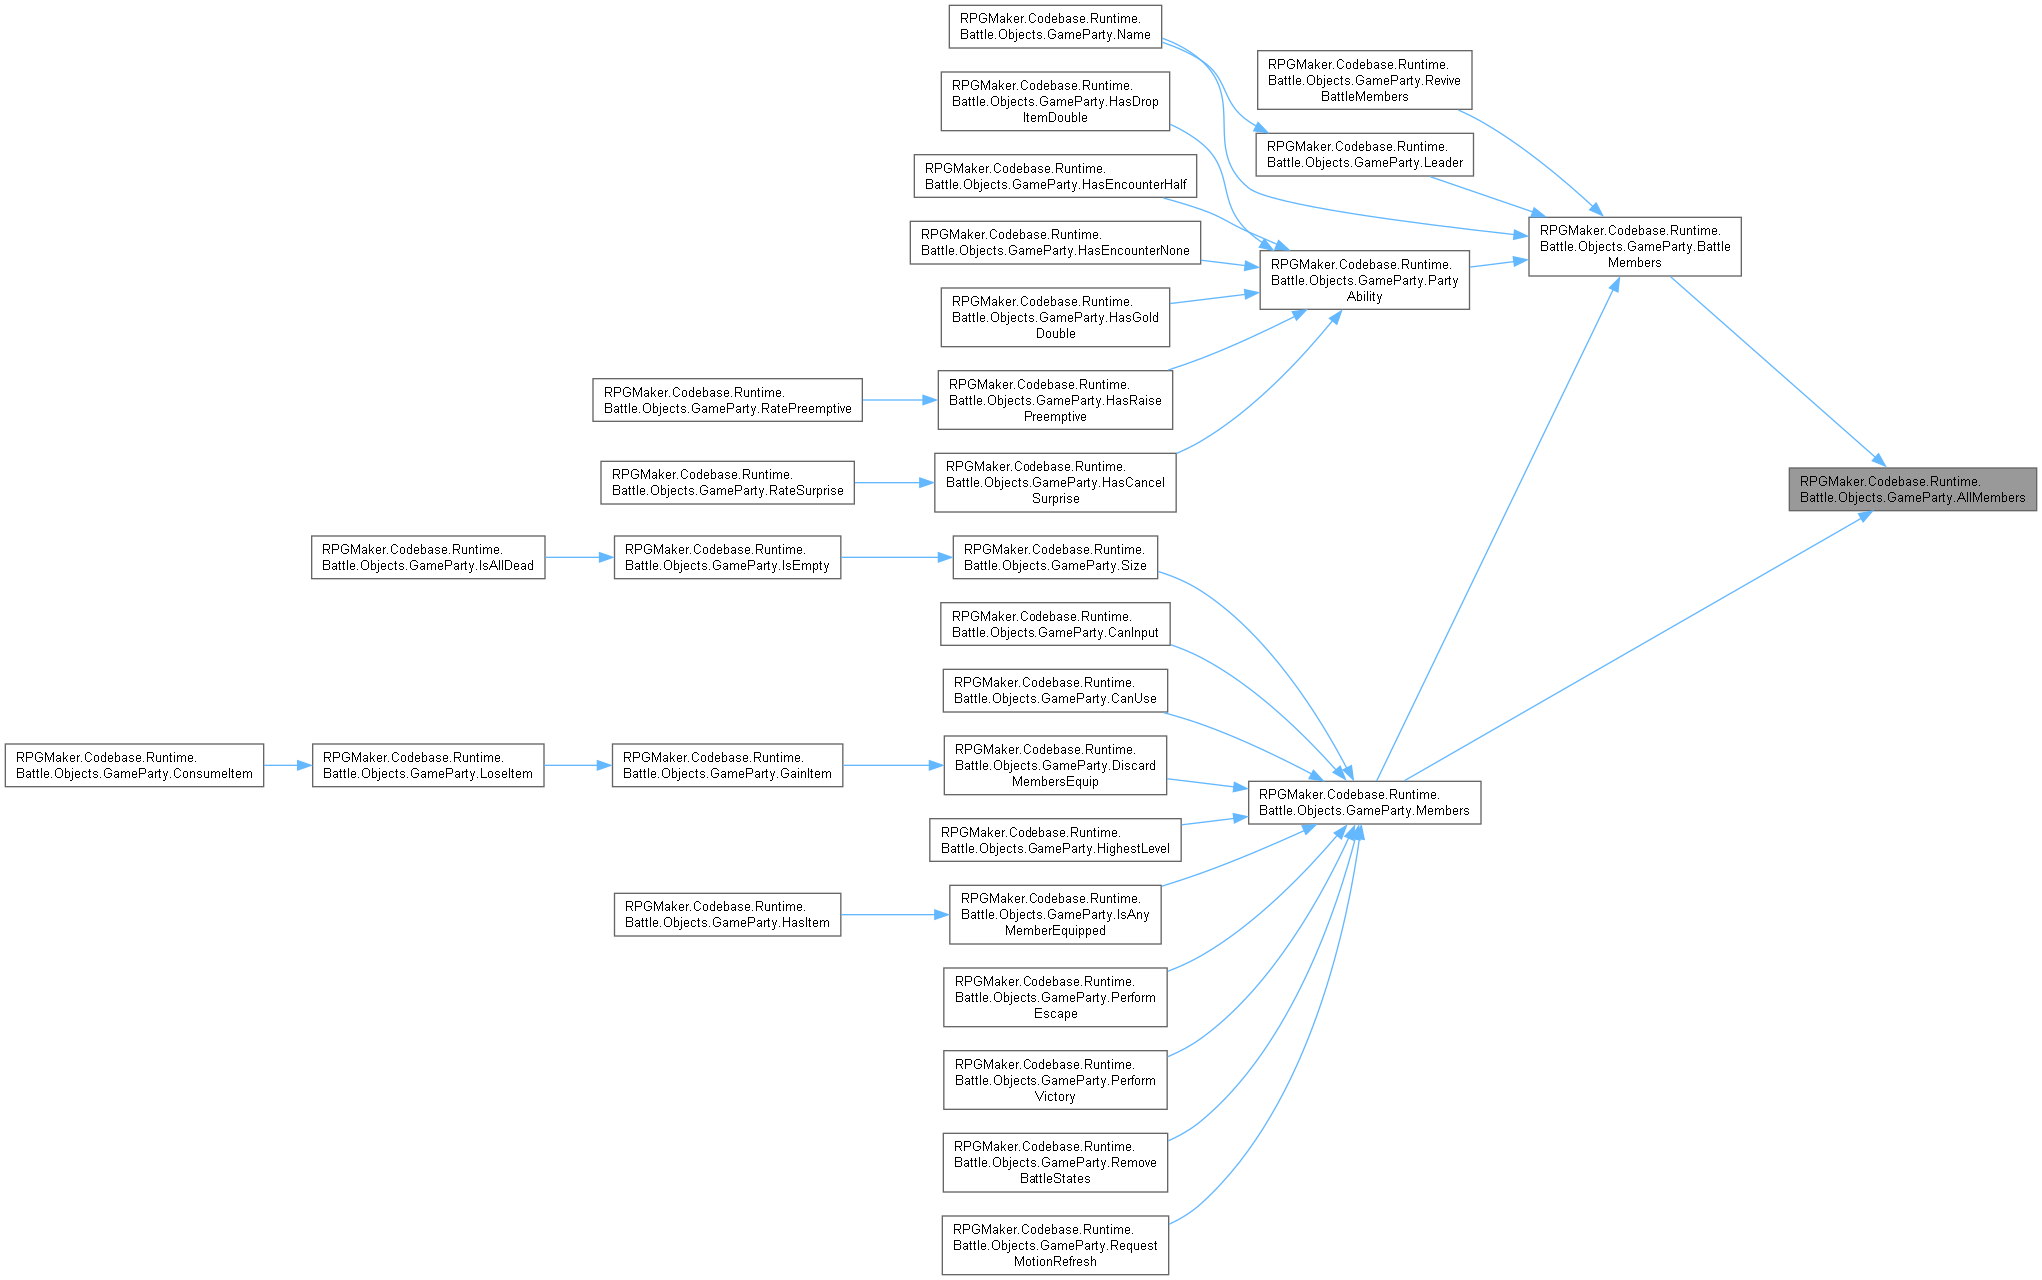 RPGMaker.Codebase.Runtime.
Battle.Objects.GameParty.Name
RPGMaker.Codebase.Runtime.
Battle.Objects.GameParty.Revive
BattleMembers
RPGMaker.Codebase.Runtime.
Battle.Objects.GameParty.HasDrop
ItemDouble
RPGMaker.Codebase.Runtime.
Battle.Objects.GameParty.Leader
RPGMaker.Codebase.Runtime.
Battle.Objects.GameParty.HasEncounterHalf
RPGMaker.Codebase.Runtime.
Battle.Objects.GameParty.Battle
Members
RPGMaker.Codebase.Runtime.
Battle.Objects.GameParty.HasEncounterNone
RPGMaker.Codebase.Runtime.
Battle.Objects.GameParty.Party
Ability
RPGMaker.Codebase.Runtime.
Battle.Objects.GameParty.HasGold
Double
RPGMaker.Codebase.Runtime.
Battle.Objects.GameParty.RatePreemptive
RPGMaker.Codebase.Runtime.
Battle.Objects.GameParty.HasRaise
Preemptive
RPGMaker.Codebase.Runtime.
Battle.Objects.GameParty.RateSurprise
RPGMaker.Codebase.Runtime.
Battle.Objects.GameParty.HasCancel
Surprise
RPGMaker.Codebase.Runtime.
Battle.Objects.GameParty.AllMembers
RPGMaker.Codebase.Runtime.
Battle.Objects.GameParty.IsAllDead
RPGMaker.Codebase.Runtime.
Battle.Objects.GameParty.IsEmpty
RPGMaker.Codebase.Runtime.
Battle.Objects.GameParty.Size
RPGMaker.Codebase.Runtime.
Battle.Objects.GameParty.CanInput
RPGMaker.Codebase.Runtime.
Battle.Objects.GameParty.CanUse
RPGMaker.Codebase.Runtime.
Battle.Objects.GameParty.ConsumeItem
RPGMaker.Codebase.Runtime.
Battle.Objects.GameParty.LoseItem
RPGMaker.Codebase.Runtime.
Battle.Objects.GameParty.GainItem
RPGMaker.Codebase.Runtime.
Battle.Objects.GameParty.Discard
MembersEquip
RPGMaker.Codebase.Runtime.
Battle.Objects.GameParty.Members
RPGMaker.Codebase.Runtime.
Battle.Objects.GameParty.HighestLevel
RPGMaker.Codebase.Runtime.
Battle.Objects.GameParty.HasItem
RPGMaker.Codebase.Runtime.
Battle.Objects.GameParty.IsAny
MemberEquipped
RPGMaker.Codebase.Runtime.
Battle.Objects.GameParty.Perform
Escape
RPGMaker.Codebase.Runtime.
Battle.Objects.GameParty.Perform
Victory
RPGMaker.Codebase.Runtime.
Battle.Objects.GameParty.Remove
BattleStates
RPGMaker.Codebase.Runtime.
Battle.Objects.GameParty.Request
MotionRefresh